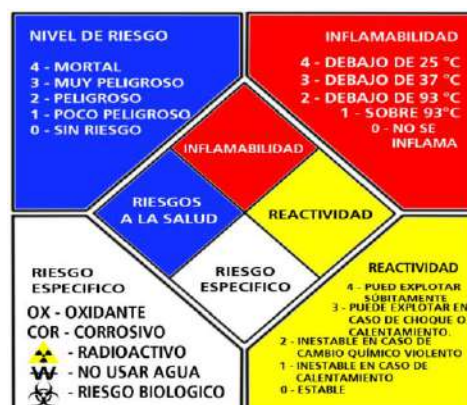 NIVEL DE RIESGO
4 - MORTAL
3 - MUY PELIGROSO
2 - PELIGROSO
1 - POCO PELIGROSO
0 - SIN RIESGO
INFLAMABILIDAD
4 - DEBAJO DE 25 °C
3 - DEBAJO DE 37 °C
2 - DEBAJO DE 93 °C
1 - SOBRE 93°C
0 - NO SE
INFLAMA
INFLAMABILIDAD
RIESGOS
A LA SALUD
REACTIVIDAD
RIESGO
ESPECIFICO
RIESGO
ESPECIFICO
OX - OXIDANTE
COR - CORROSIVO
- RADIOACTIVO
W - NO USAR AGUA
- RIESGO BIOLOGICO
REACTIVIDAD
4 - PUED EXPLOTAR
SÚBITAMENTE
3 - PUEDE EXPLOTAR EN
CASO DE CHOQUE O
CALENTAMIENTO.
2 - INESTABLE EN CASO DE
CAMBIO QUÍMICO VIOLENTO
1 - INESTABLE EN CASO DE
CALENTAMIENTO
0 - ESTABLE